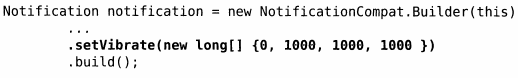 Notification notification = new NotificationCompat.Builder(this)
...
.setVibrate(new long[] {0, 1000, 1000, 1000 })
.build();